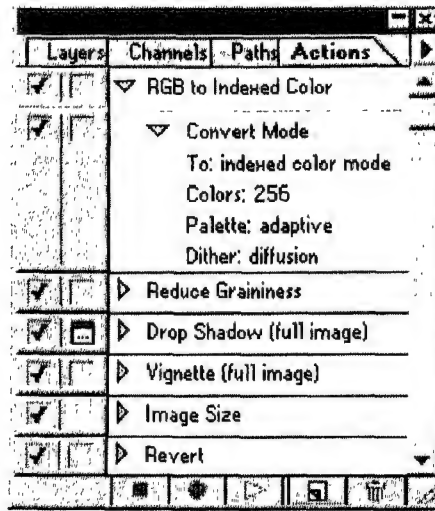 Layers Channels Paths Actions
RGB to Indexed Color
Convert Mode
To: indexed color mode
Colors: 256
Palette: adaptive
Dither: diffusion
Reduce Graininess
Drop Shadow (full image)
Vignette (full image)
Image Size
Revert